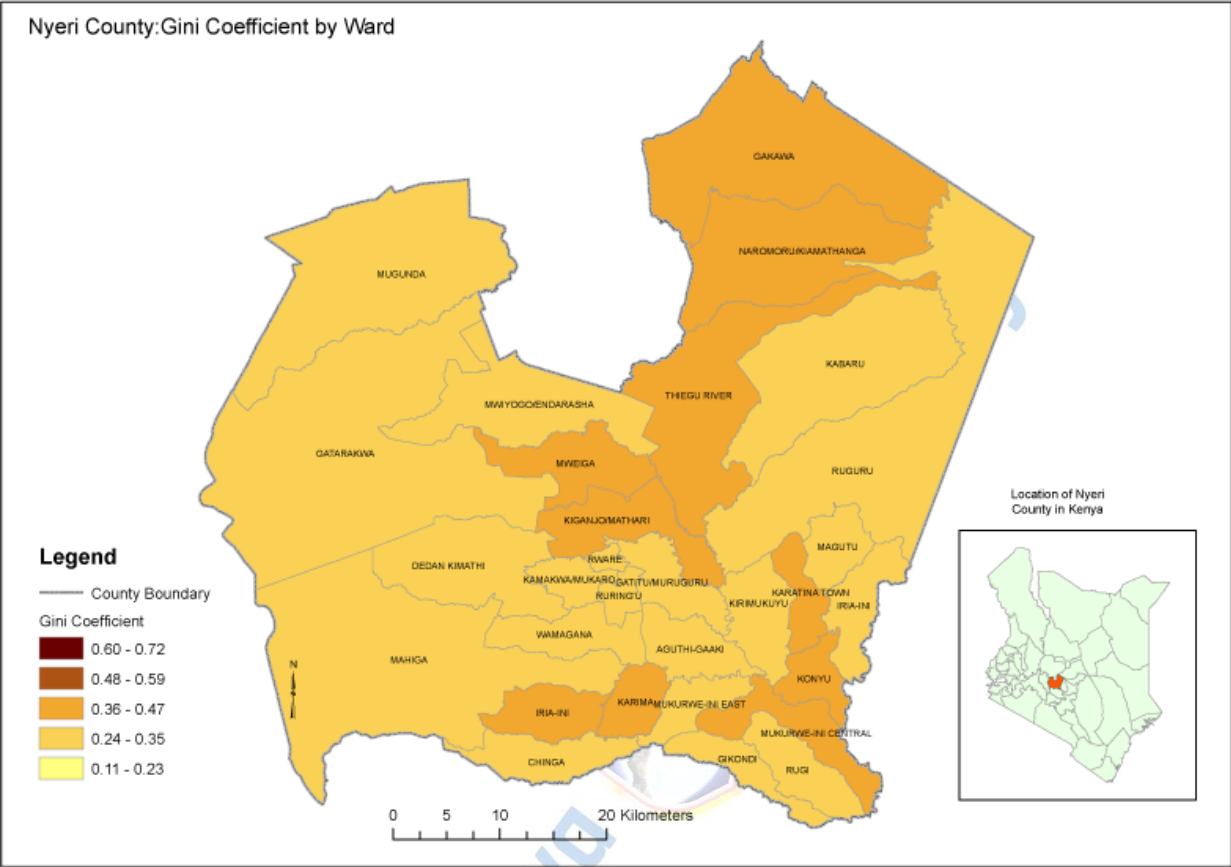 Nyeri County:Gini Coefficient by Ward
GAKAWA
NAROMORU/KIAMATHANGA
MUGUNDA
KABARU
THIEGU RIVER
MWIYOGO/ENDARASHA
GATARAKWA
MWEIGA
RUGURU
KIGANJO/MATHARI
MAGUTU
RWARE
DEDAN KIMATHI
KAMAKWA/MUKARO
GATITU/MURUGURU
RURING'U
KARATINA TOWN
KIRIMUKUYU
IRIA-INI
WAMAGANA
AGUTHI-GAAKI
MAHIGA
KONYU
KARIMA
MUKURWE-INI EAST
IRIA-INI
MUKURWE-INI CENTRAL
GIKONDI
CHINGA
RUGI
Legend
County Boundary
Gini Coefficient
0.60 - 0.72
0.48 - 0.59
0.36 - 0.47
0.24 - 0.35
0.11 - 0.23
N
0 5 10 20 Kilometers
Location of Nyeri
County in Kenya